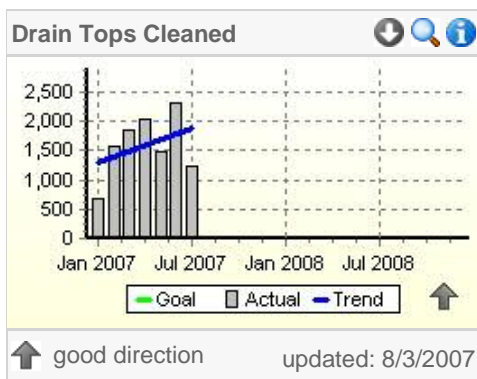 Drain Tops Cleaned
2,500
2,000
1,500
1,000
500
0
Jan 2007 Jul 2007 Jan 2008 Jul 2008
Goal Actual Trend
good direction updated: 8/3/2007